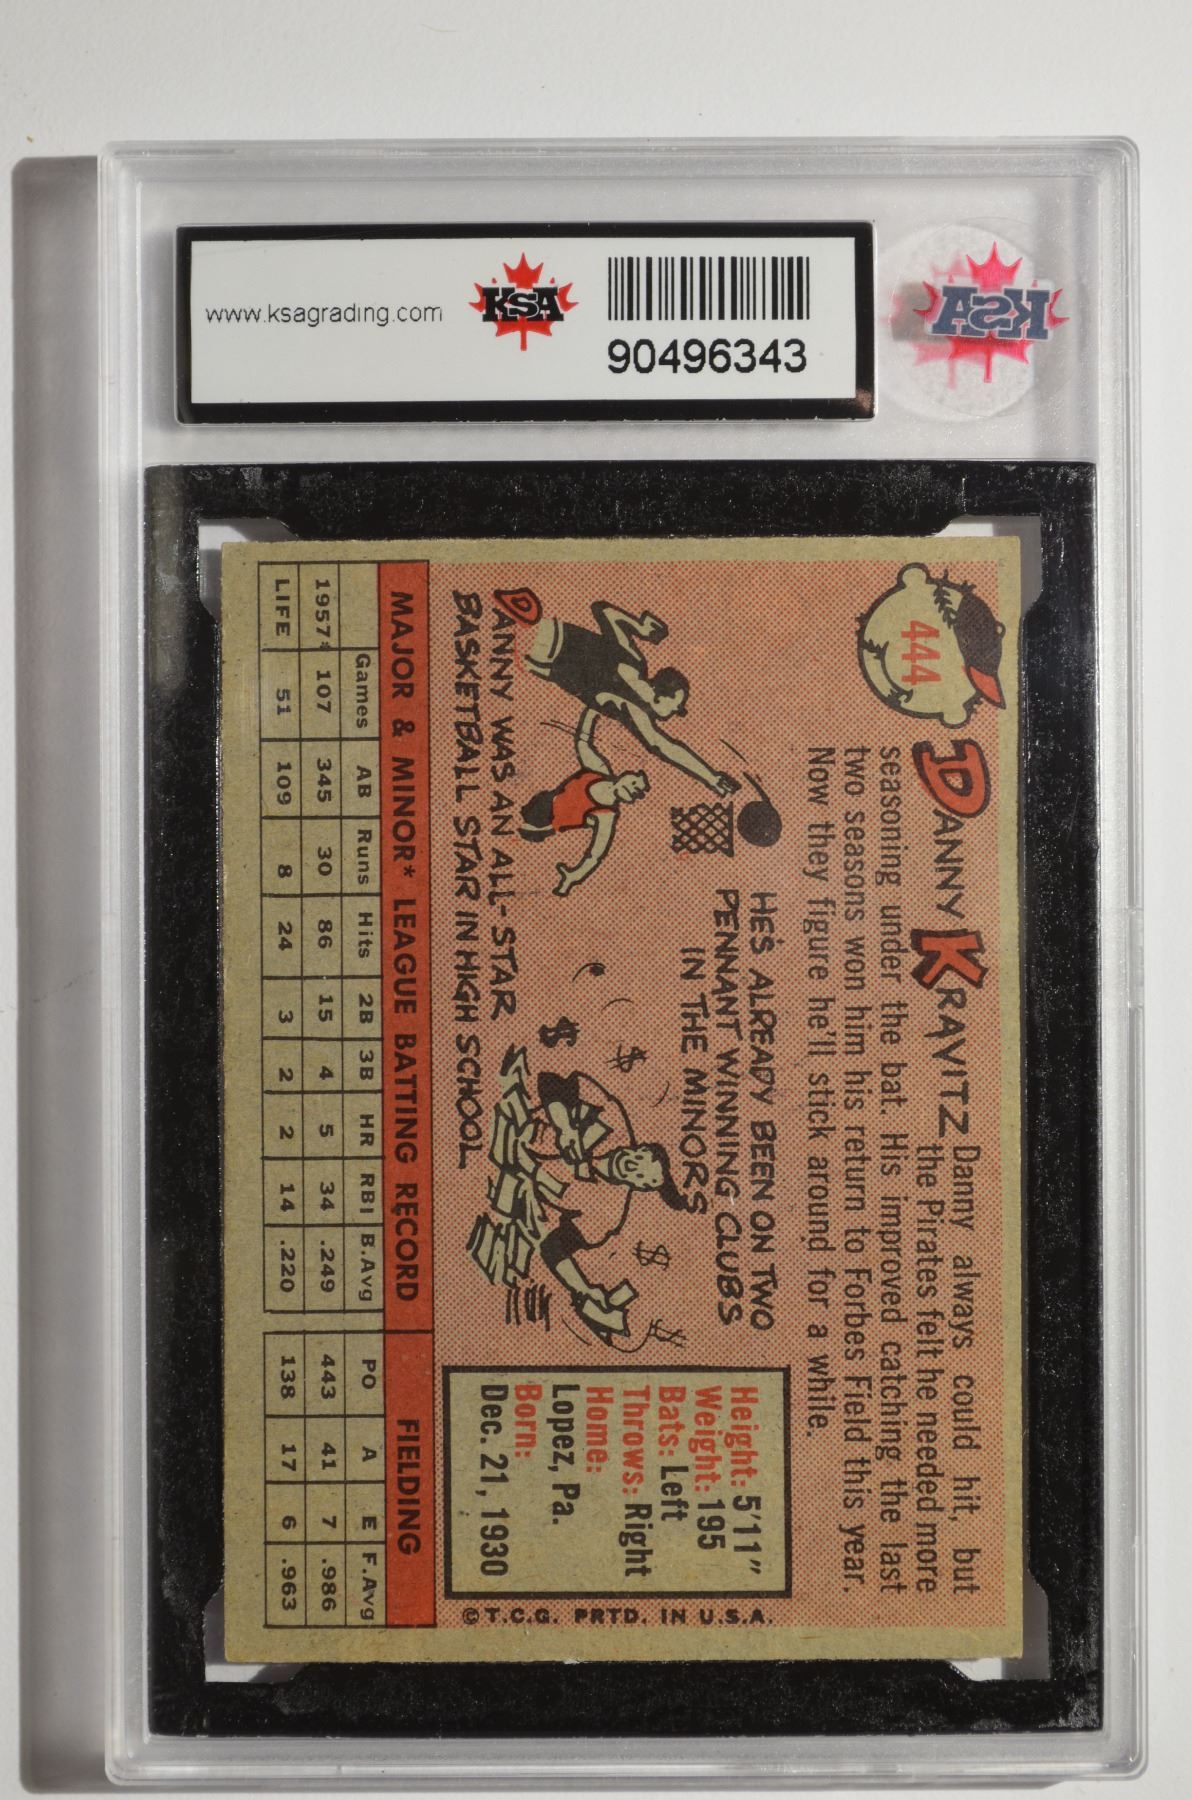 www.ksagrading.com
KSA
90496343
KSA
444
DANNY KRAVITZ
Danny always could hit, but
the Pirates felt he needed more
seasoning under the bat. His improved catching the last
two seasons won him his return to Forbes Field this year.
Now they figure he'll stick around for a while.
HE'S ALREADY BEEN ON TWO
PENNANT WINNING CLUBS
IN THE MINORS
$
$
$
$
DANNY WAS AN ALL-STAR
BASKETBALL STAR IN HIGH SCHOOL
Height: 5'11"
Weight: 195
Bats: Left
Throws: Right
Home:
Lopez, Pa.
Born:
Dec. 21, 1930
© T.C.G. PRTD. IN U.S.A.
MAJOR & MINOR* LEAGUE BATTING RECORD FIELDING
Games AB Runs Hits 2B 3B HR RBI B.Avg PO A E F.Avg
1957* 107 345 30 86 15 4 5 34 .249 443 41 7 .986
LIFE 51 109 8 24 3 2 2 14 .220 138 17 6 .963